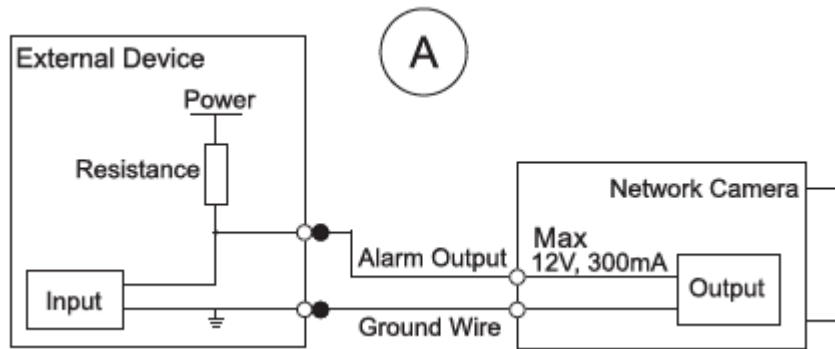 A
External Device
Power
Resistance
Network Camera
Max
Alarm Output
12V, 300mA
Input
Output
Ground Wire